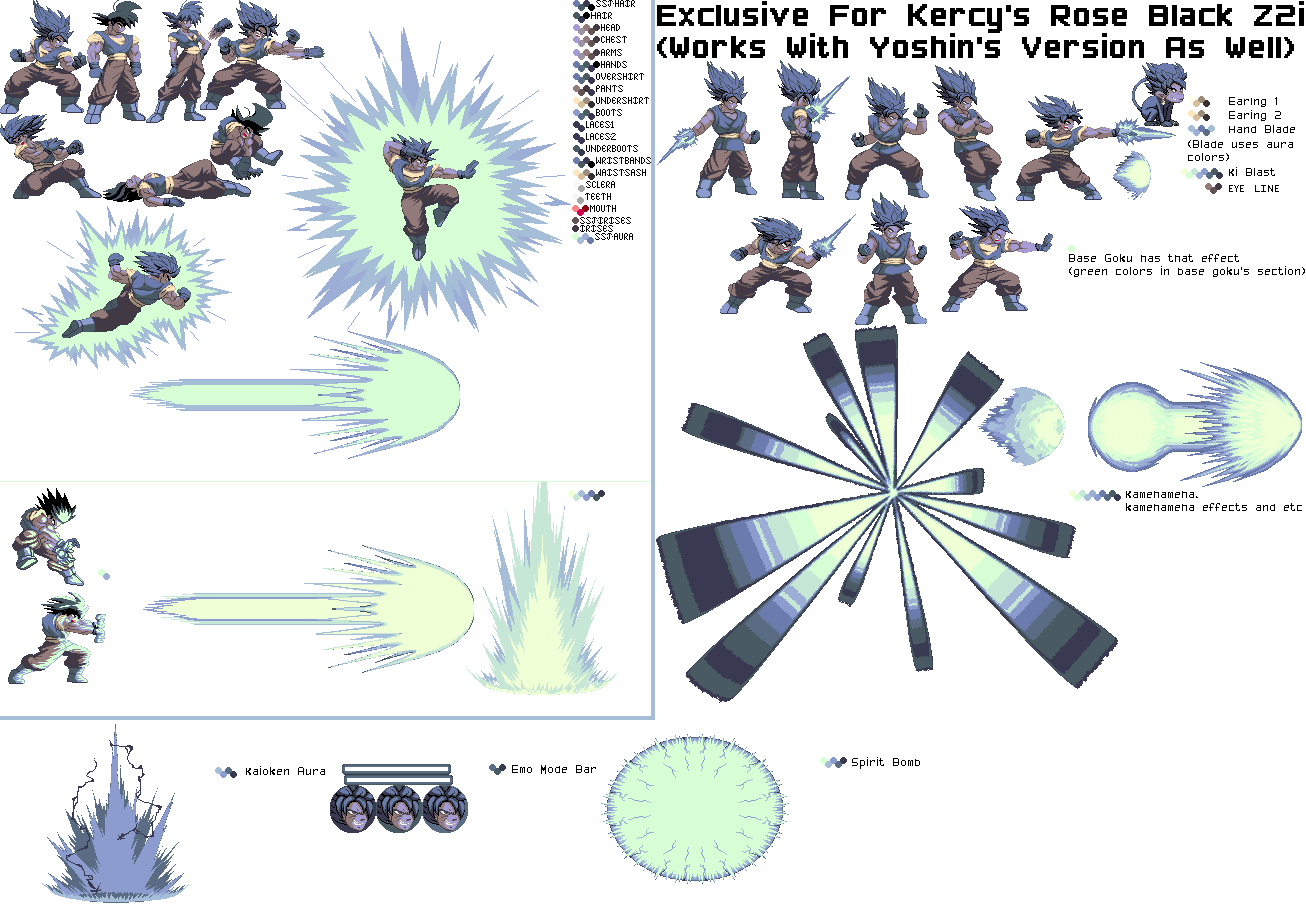 SSJHAIR
HAIR
HEAD
CHEST
ARMS
HANDS
OVERSHIRT
PANTS
UNDERSHIRT
BOOTS
LACES1
LACES2
UNDERBOOTS
WRISTBANDS
WAISTSASH
SCLERA
TEETH
MOUTH
SSJIRISES
IRISES
SSJAURA
Exclusive For Kercy's Rose Black Z2i
(Works With Yoshin's Version As Well)
Earing 1
Earing 2
Hand Blade
(Blade uses aura
colors)
Ki Blast
EYE LINE
Base Goku has that effect
(green colors in base goku's section)
Kamehameha.
kamehameha effects and etc
Kaioken Aura
Emo Mode Bar
Spirit Bomb